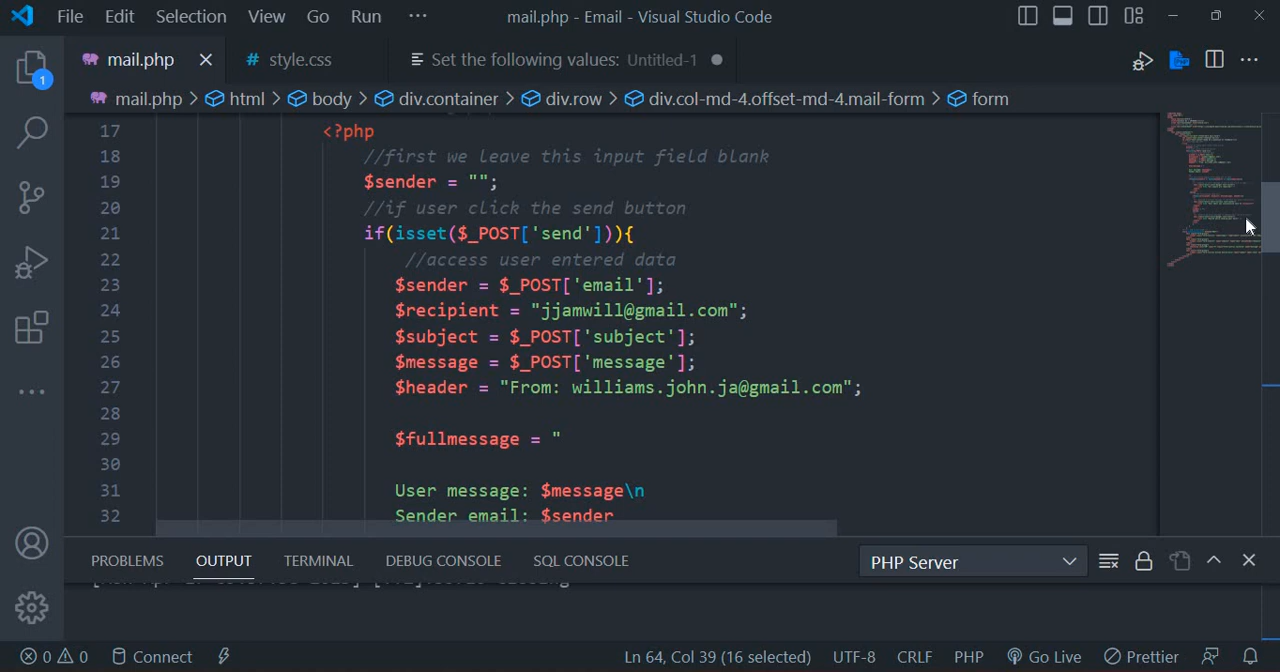 File Edit Selection View Go Run ··· mail.php - Email - Visual Studio Code
mail.php # style.css Set the following values: Untitled-1
mail.php > html > body > div.container > div.row > div.col-md-4.offset-md-4.mail-form > form
1
17 <?php
18 //first we leave this input field blank
19 $sender = "";
20 //if user click the send button
21 if(isset($_POST['send'])){
22 //access user entered data
23 $sender = $_POST['email'];
24 $recipient = "jjamwill@gmail.com";
25 $subject = $_POST['subject'];
26 $message = $_POST['message'];
27 $header = "From: williams.john.ja@gmail.com";
28
29 $fullmessage = "
30
31 User message: $message\n
32 Sender email: $sender
PROBLEMS OUTPUT TERMINAL DEBUG CONSOLE SQL CONSOLE PHP Server
0 0 Connect Ln 64, Col 39 (16 selected) UTF-8 CRLF PHP Go Live Prettier